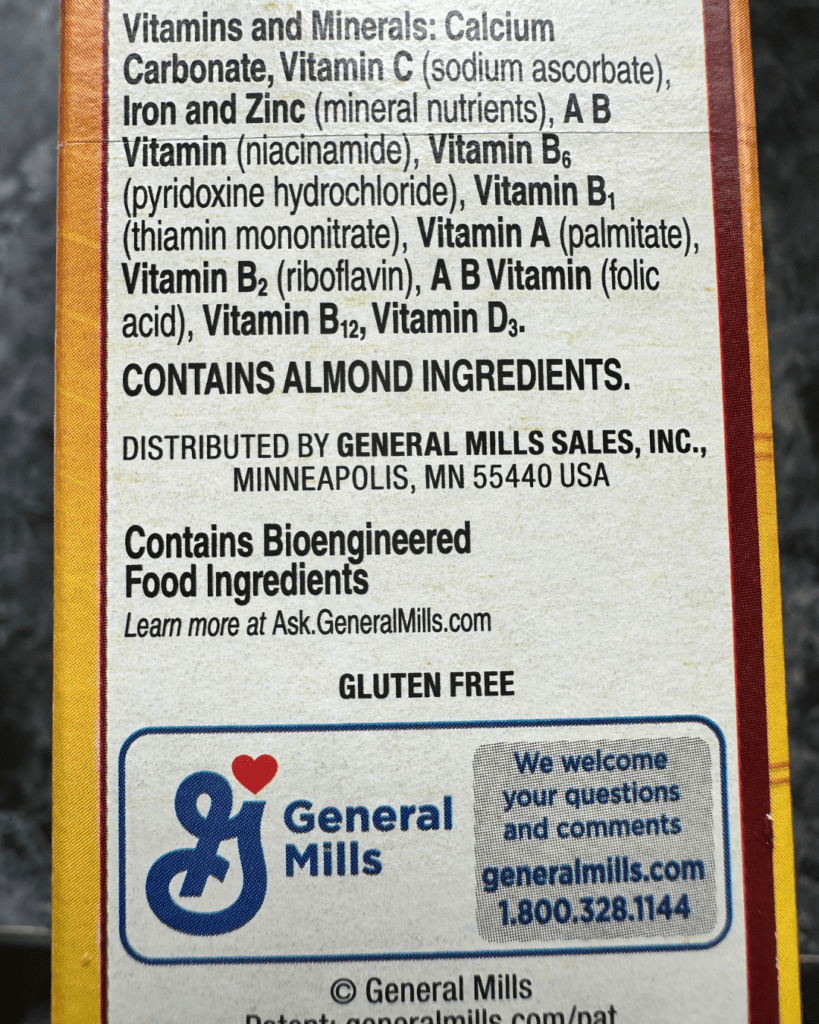 Vitamins and Minerals: Calcium
Carbonate, Vitamin C (sodium ascorbate),
Iron and Zinc (mineral nutrients), A B
Vitamin (niacinamide), Vitamin B₆
(pyridoxine hydrochloride), Vitamin B₁
(thiamin mononitrate), Vitamin A (palmitate),
Vitamin B₂ (riboflavin), A B Vitamin (folic
acid), Vitamin B₁₂, Vitamin D₃.
CONTAINS ALMOND INGREDIENTS.
DISTRIBUTED BY GENERAL MILLS SALES, INC.,
MINNEAPOLIS, MN 55440 USA
Contains Bioengineered
Food Ingredients
Learn more at Ask.GeneralMills.com
GLUTEN FREE
General
Mills
We welcome
your questions
and comments
generalmills.com
1.800.328.1144
© General Mills
Patent: generalmills.com/pat